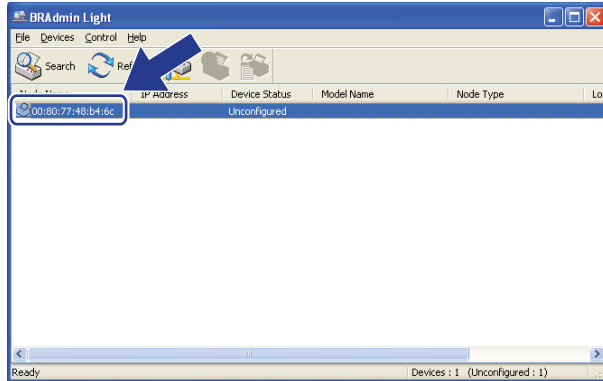 BRAdmin Light
File Devices Control Help
Search
IP Address Device Status Model Name Node Type
00:80:77:48:b4:6c Unconfigured
Ready Devices : 1 (Unconfigured : 1)